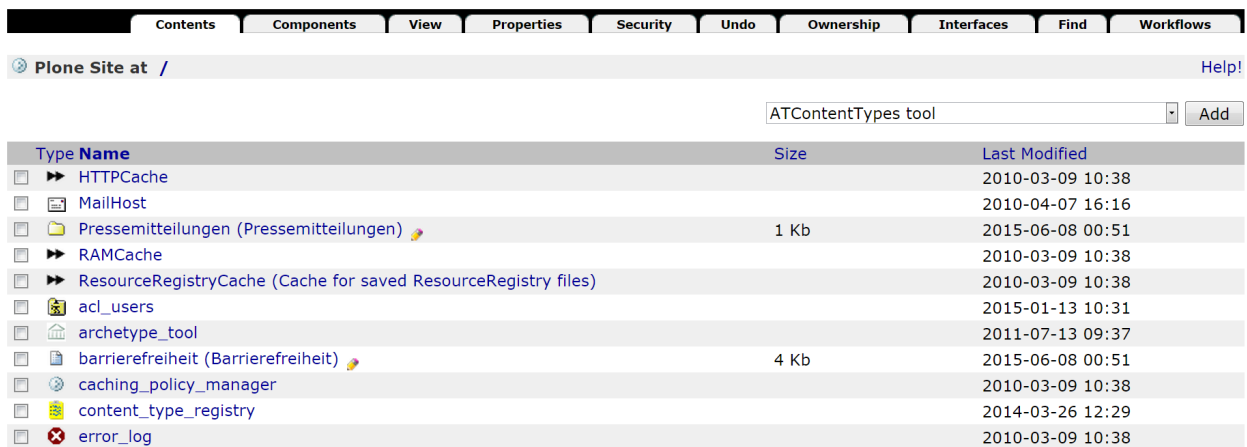 Contents Components View Properties Security Undo Ownership Interfaces Find Workflows
Plone Site at / Help!
ATContentTypes tool Add
Type Name Size Last Modified
HTTPCache 2010-03-09 10:38
MailHost 2010-04-07 16:16
Pressemitteilungen (Pressemitteilungen) 1 Kb 2015-06-08 00:51
RAMCache 2010-03-09 10:38
ResourceRegistryCache (Cache for saved ResourceRegistry files) 2010-03-09 10:38
acl_users 2015-01-13 10:31
archetype_tool 2011-07-13 09:37
barrierefreiheit (Barrierefreiheit) 4 Kb 2015-06-08 00:51
caching_policy_manager 2010-03-09 10:38
content_type_registry 2014-03-26 12:29
error_log 2010-03-09 10:38